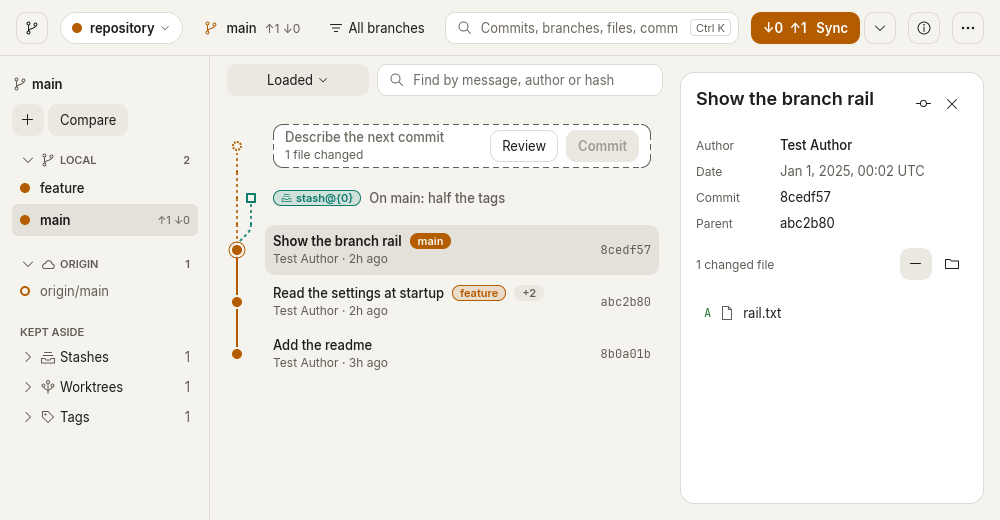 repository
main ↑1 ↓0
All branches
Commits, branches, files, comm Ctrl K
↓0 ↑1 Sync
main
Compare
LOCAL 2
feature
main ↑1 ↓0
ORIGIN 1
origin/main
KEPT ASIDE
Stashes 1
Worktrees 1
Tags 1
Loaded
Find by message, author or hash
Describe the next commit
1 file changed
Review Commit
stash@{0} On main: half the tags
Show the branch rail main
Test Author · 2h ago
8cedf57
Read the settings at startup feature +2
Test Author · 2h ago
abc2b80
Add the readme
Test Author · 3h ago
8b0a01b
Show the branch rail
Author Test Author
Date Jan 1, 2025, 00:02 UTC
Commit 8cedf57
Parent abc2b80
1 changed file
A rail.txt